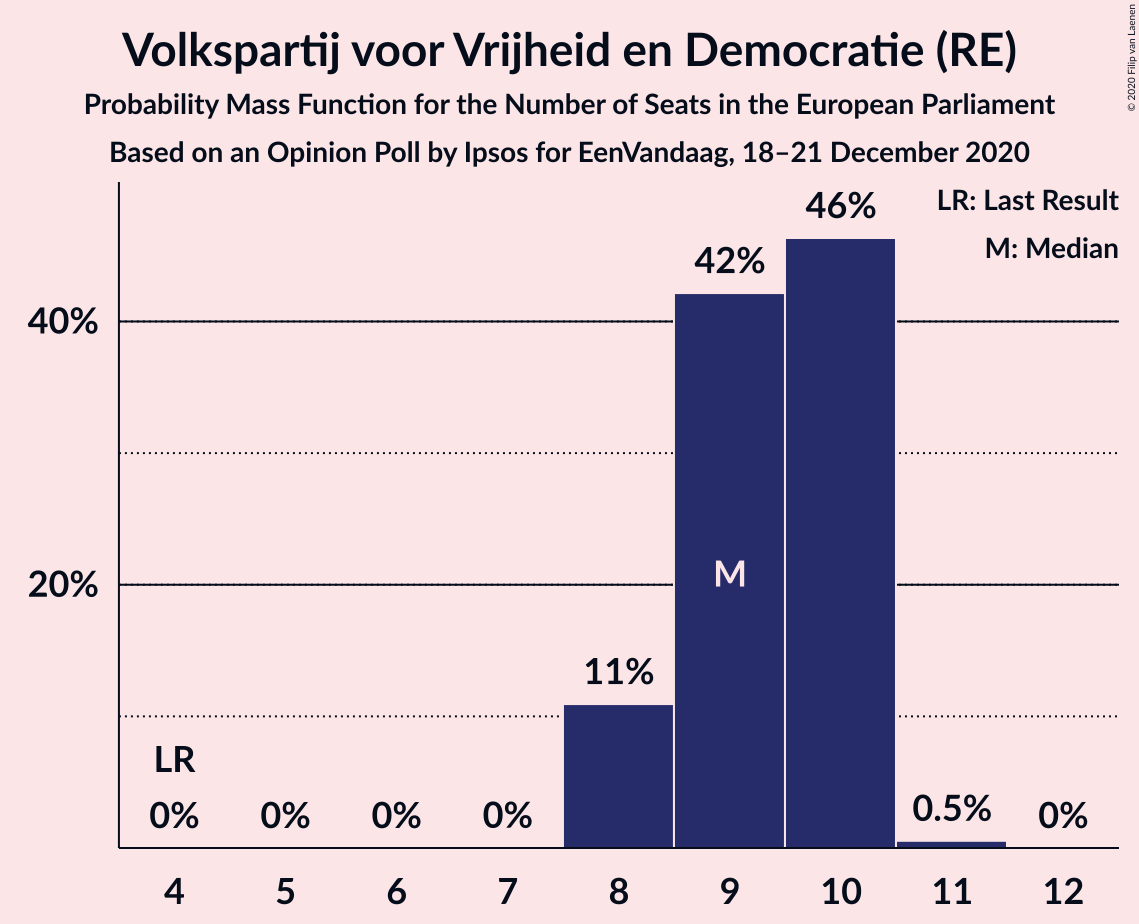 Volkspartij voor Vrijheid en Democratie (RE)
Probability Mass Function for the Number of Seats in the European Parliament
Based on an Opinion Poll by Ipsos for EenVandaag, 18–21 December 2020
© 2020 Filip van Laenen
LR: Last Result
M: Median
46%
42%
40%
M
20%
11%
LR
0%
0%
0%
0%
0.5%
0%
4
5
6
7
8
9
10
11
12